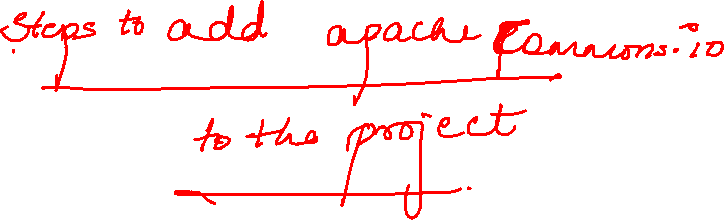 Steps to add apache Commons-io
to the project